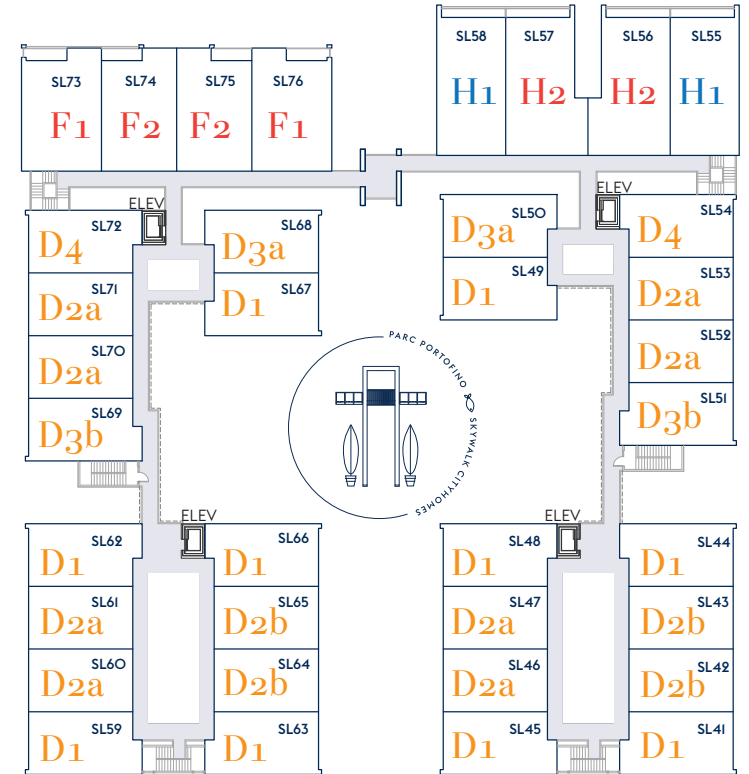 SL58
SL57
SL56
SL55
H1
H2
H2
H1
SL73
SL74
SL75
SL76
F1
F2
F2
F1
ELEV
ELEV
SL72
D4
SL68
D3a
SL50
D3a
SL54
D4
SL71
D2a
SL67
D1
SL49
D1
SL53
D2a
SL70
D2a
SL52
D2a
SL69
D3b
SL51
D3b
PARC PORTOFINO & SKYWALK CITYHOMES
ELEV
ELEV
SL62
D1
SL66
D1
SL48
D1
SL44
D1
SL61
D2a
SL65
D2b
SL47
D2a
SL43
D2b
SL60
D2a
SL64
D2b
SL46
D2a
SL42
D2b
SL59
D1
SL63
D1
SL45
D1
SL41
D1